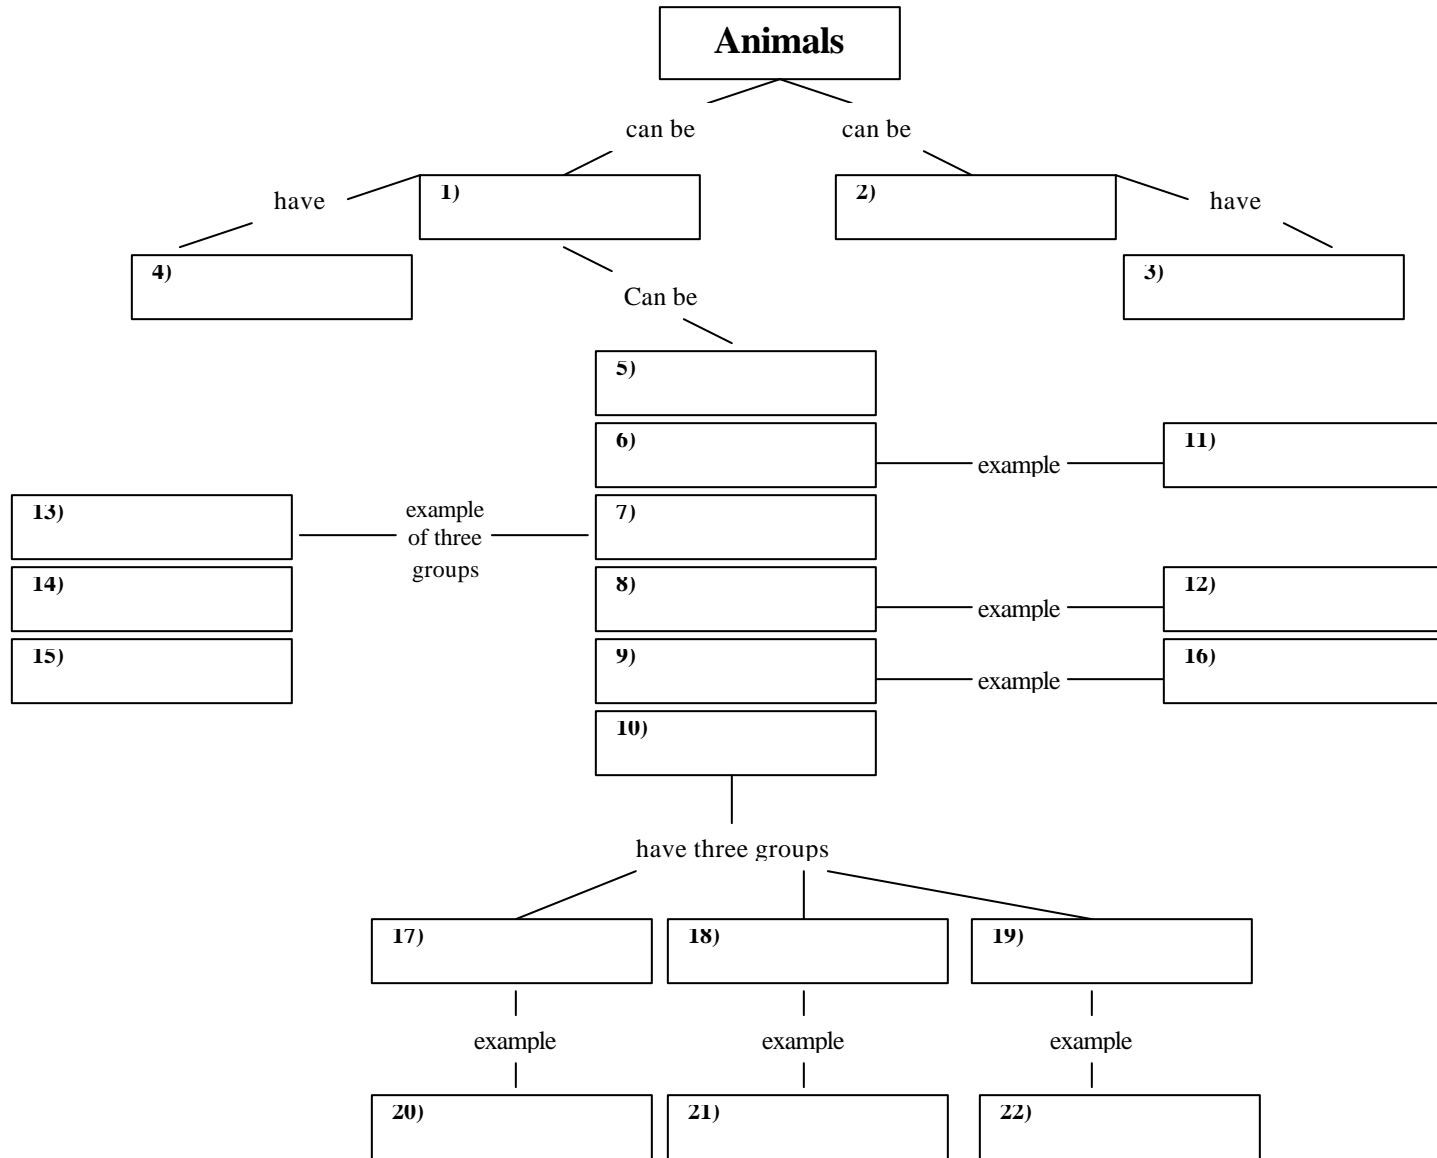 Animals
can be
can be
have
1)
2)
have
4)
3)
Can be
5)
6)
example
11)
13)
example
of three
groups
7)
14)
8)
example
12)
15)
9)
example
16)
10)
have three groups
17)
18)
19)
example
example
example
20)
21)
22)